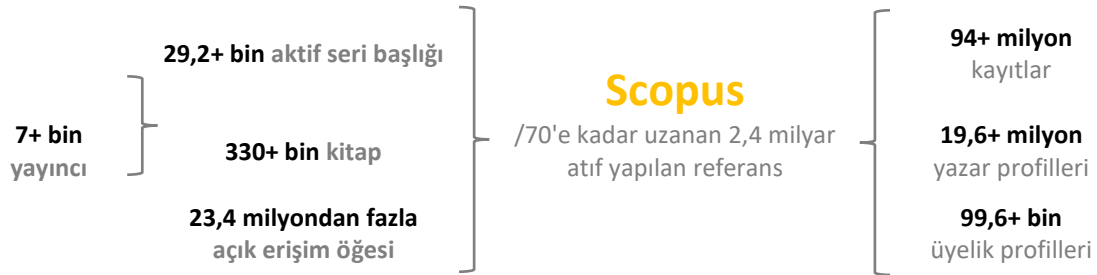 7+ bin
yayıncı
29,2+ bin aktif seri başlığı
330+ bin kitap
23,4 milyondan fazla
açık erişim öğesi
Scopus
/70'e kadar uzanan 2,4 milyar
atıf yapılan referans
94+ milyon
kayıtlar
19,6+ milyon
yazar profilleri
99,6+ bin
üyelik profilleri